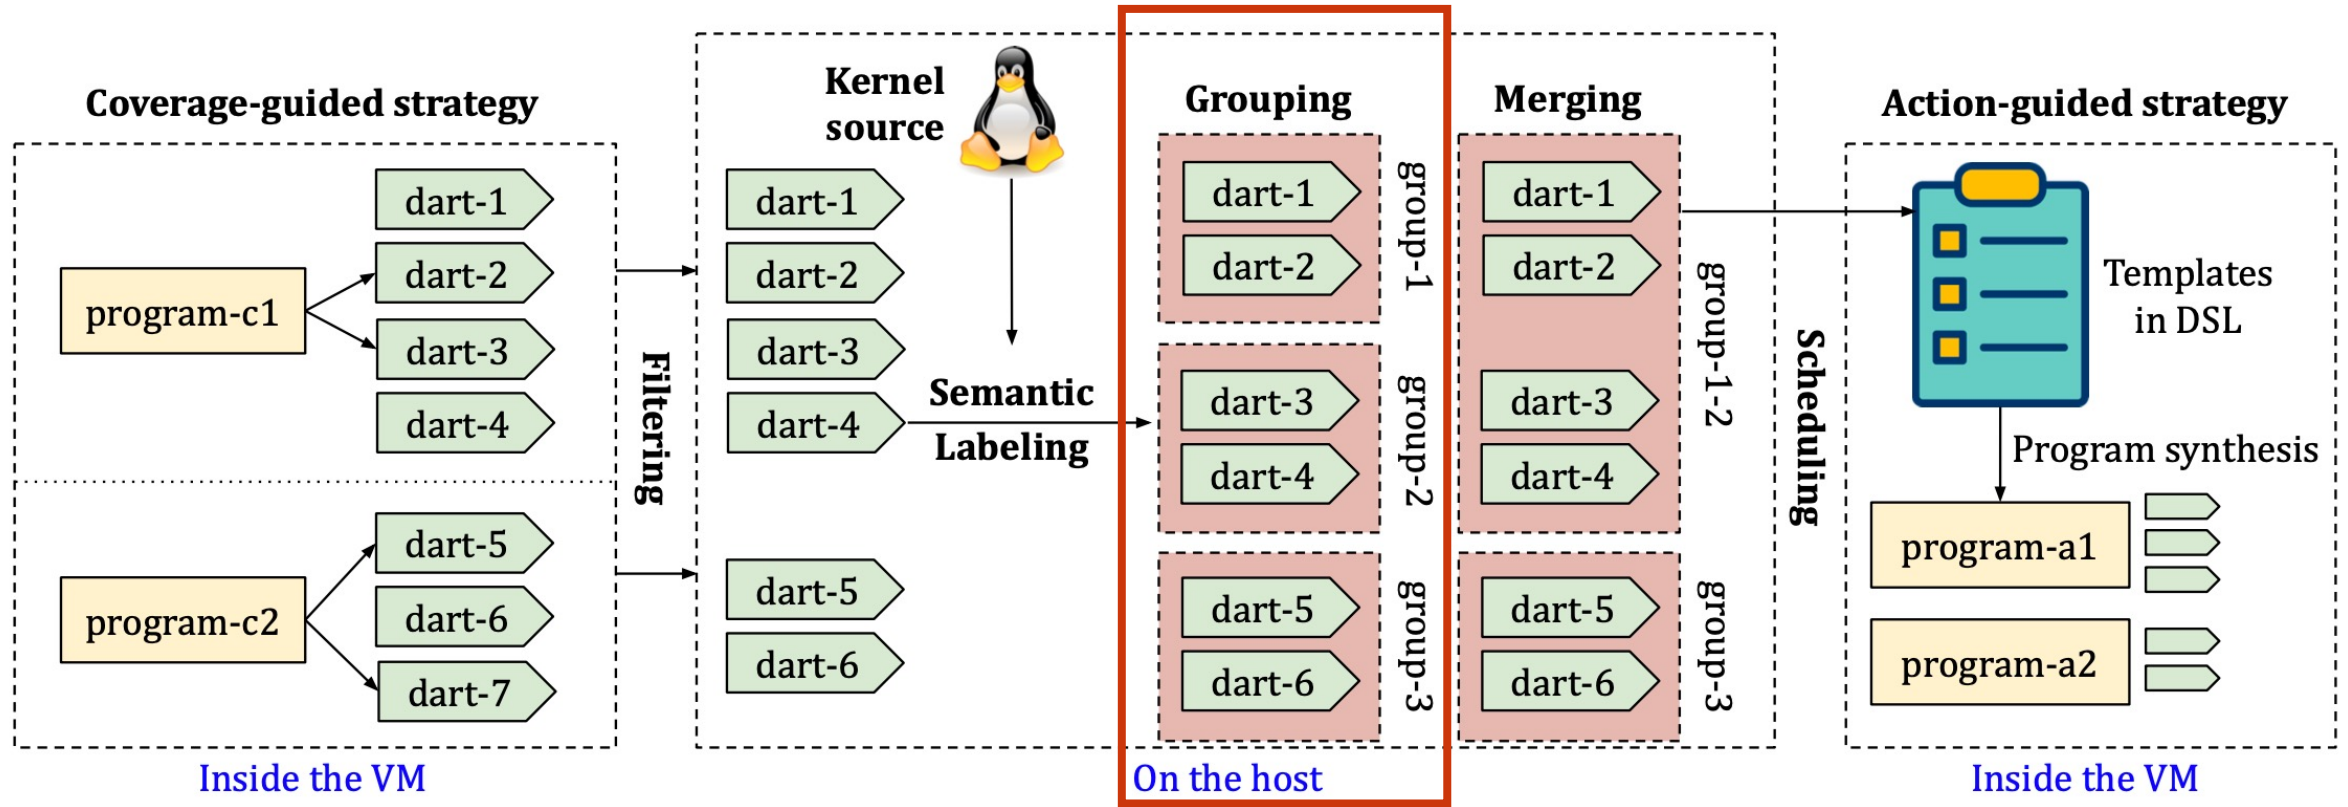 Coverage-guided strategy
program-c1
dart-1
dart-2
dart-3
dart-4
program-c2
dart-5
dart-6
dart-7
Inside the VM
Filtering
Kernel
source
dart-1
dart-2
dart-3
dart-4
dart-5
dart-6
Semantic
Labeling
Grouping
dart-1
dart-2
group-1
dart-3
dart-4
group-2
dart-5
dart-6
group-3
Merging
dart-1
dart-2
dart-3
dart-4
group-1-2
dart-5
dart-6
group-3
On the host
Scheduling
Action-guided strategy
Templates
in DSL
Program synthesis
program-a1
program-a2
Inside the VM